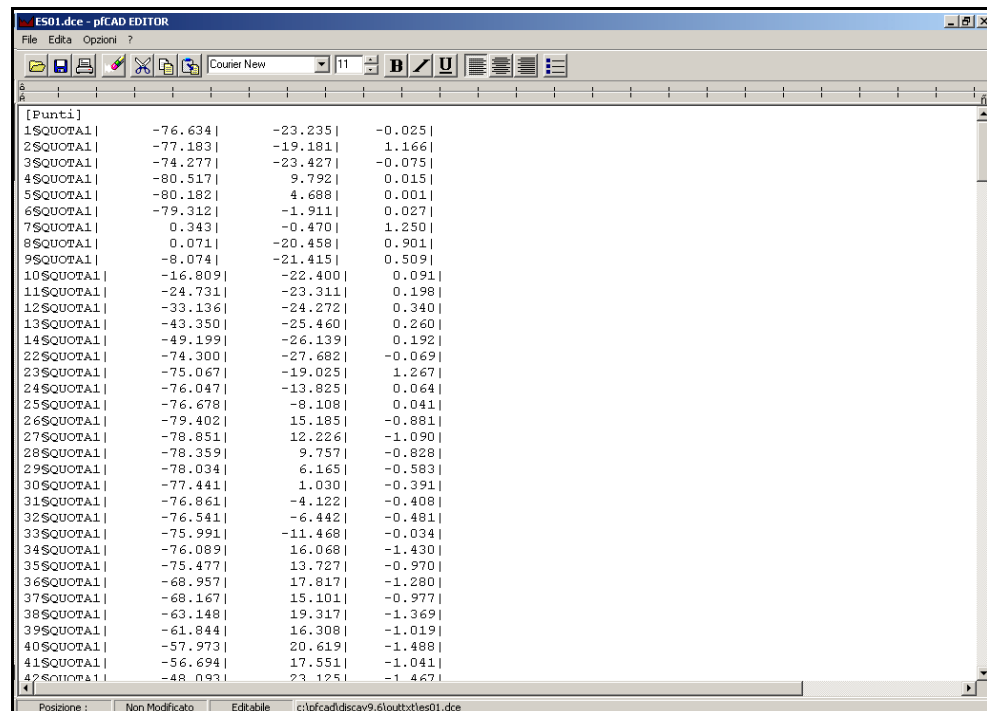 ES01.dce - pfCAD EDITOR
File Edita Opzioni ?
Courier New 11 B I U
[Punti]
1§QUOTA1| -76.634| -23.235| -0.025|
2§QUOTA1| -77.183| -19.181| 1.166|
3§QUOTA1| -74.277| -23.427| -0.075|
4§QUOTA1| -80.517| 9.792| 0.015|
5§QUOTA1| -80.182| 4.688| 0.001|
6§QUOTA1| -79.312| -1.911| 0.027|
7§QUOTA1| 0.343| -0.470| 1.250|
8§QUOTA1| 0.071| -20.458| 0.901|
9§QUOTA1| -8.074| -21.415| 0.509|
10§QUOTA1| -16.809| -22.400| 0.091|
11§QUOTA1| -24.731| -23.311| 0.198|
12§QUOTA1| -33.136| -24.272| 0.340|
13§QUOTA1| -43.350| -25.460| 0.260|
14§QUOTA1| -49.199| -26.139| 0.192|
22§QUOTA1| -74.300| -27.682| -0.069|
23§QUOTA1| -75.067| -19.025| 1.267|
24§QUOTA1| -76.047| -13.825| 0.064|
25§QUOTA1| -76.678| -8.108| 0.041|
26§QUOTA1| -79.402| 15.185| -0.881|
27§QUOTA1| -78.851| 12.226| -1.090|
28§QUOTA1| -78.359| 9.757| -0.828|
29§QUOTA1| -78.034| 6.165| -0.583|
30§QUOTA1| -77.441| 1.030| -0.391|
31§QUOTA1| -76.861| -4.122| -0.408|
32§QUOTA1| -76.541| -6.442| -0.481|
33§QUOTA1| -75.991| -11.468| -0.034|
34§QUOTA1| -76.089| 16.068| -1.430|
35§QUOTA1| -75.477| 13.727| -0.970|
36§QUOTA1| -68.957| 17.817| -1.280|
37§QUOTA1| -68.167| 15.101| -0.977|
38§QUOTA1| -63.148| 19.317| -1.369|
39§QUOTA1| -61.844| 16.308| -1.019|
40§QUOTA1| -57.973| 20.619| -1.488|
41§QUOTA1| -56.694| 17.551| -1.041|
42§QUOTA1| -48.093| 23.125| -1.467|
Posizione : Non Modificato Editabile c:\pfcad\discav9.6\outtxt\es01.dce